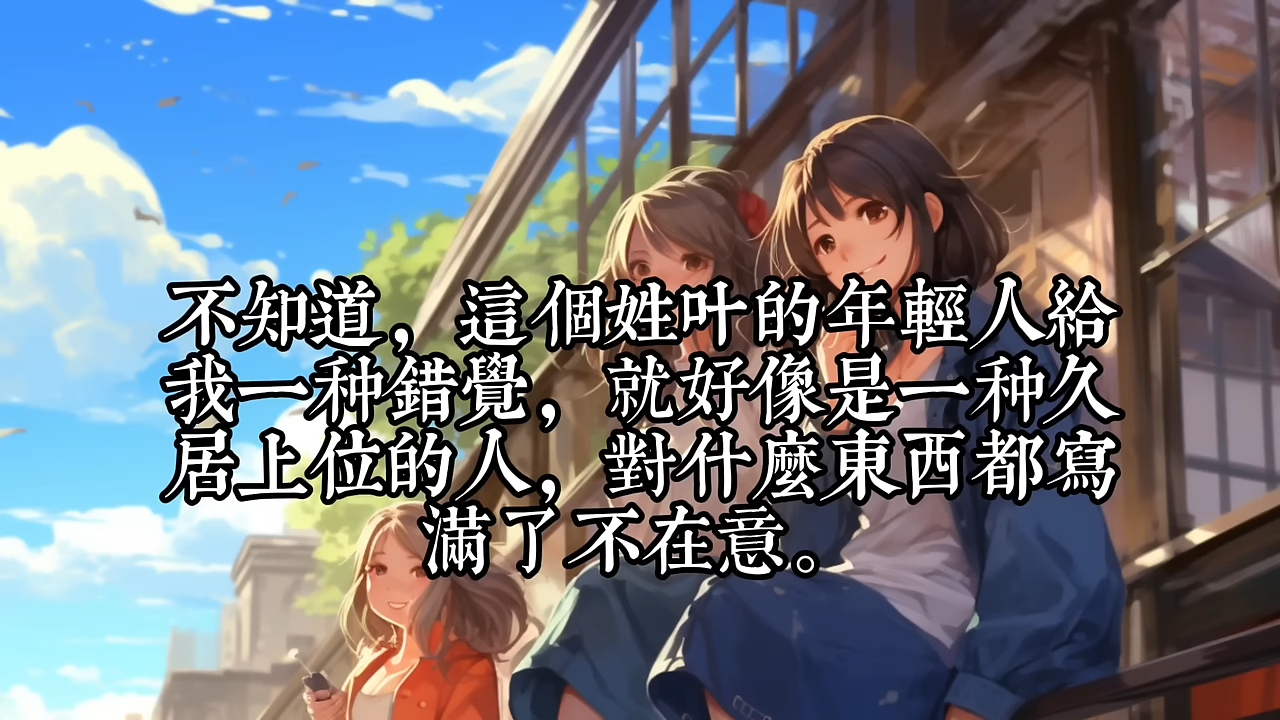 不知道，這個姓叶的年輕人給
我一种錯覺，就好像是一种久
居上位的人，對什麼東西都寫
滿了不在意。